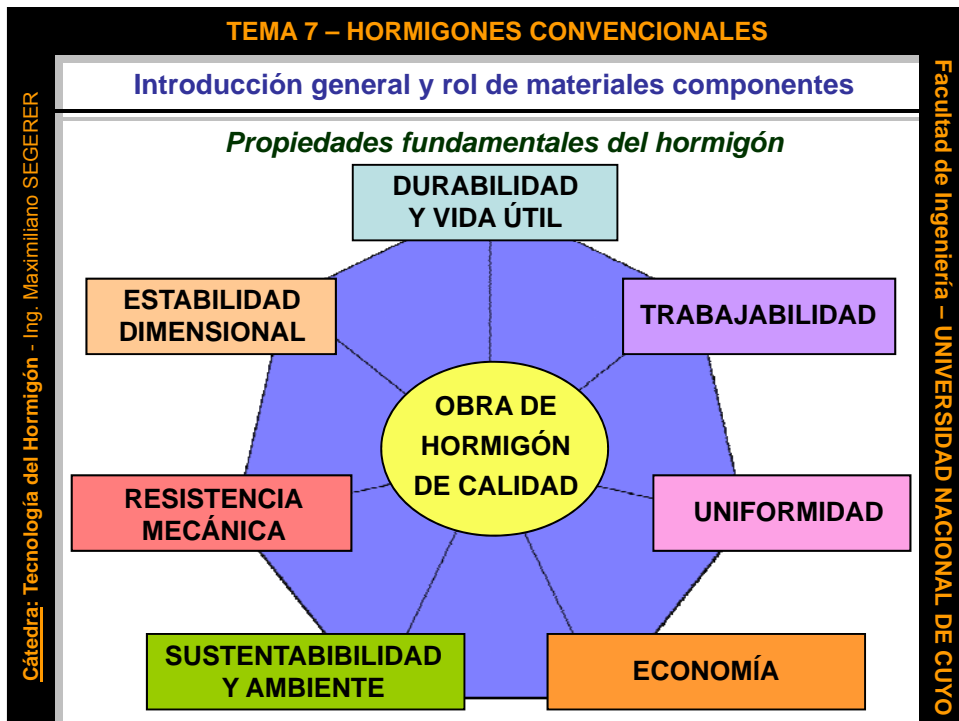 TEMA 7 – HORMIGONES CONVENCIONALES
Introducción general y rol de materiales componentes
Propiedades fundamentales del hormigón
DURABILIDAD
Y VIDA ÚTIL
ESTABILIDAD
DIMENSIONAL
TRABAJABILIDAD
OBRA DE
HORMIGÓN
DE CALIDAD
RESISTENCIA
MECÁNICA
UNIFORMIDAD
SUSTENTABIBILIDAD
Y AMBIENTE
ECONOMÍA
Cátedra: Tecnología del Hormigón - Ing. Maximiliano SEGERER
Facultad de Ingeniería – UNIVERSIDAD NACIONAL DE CUYO